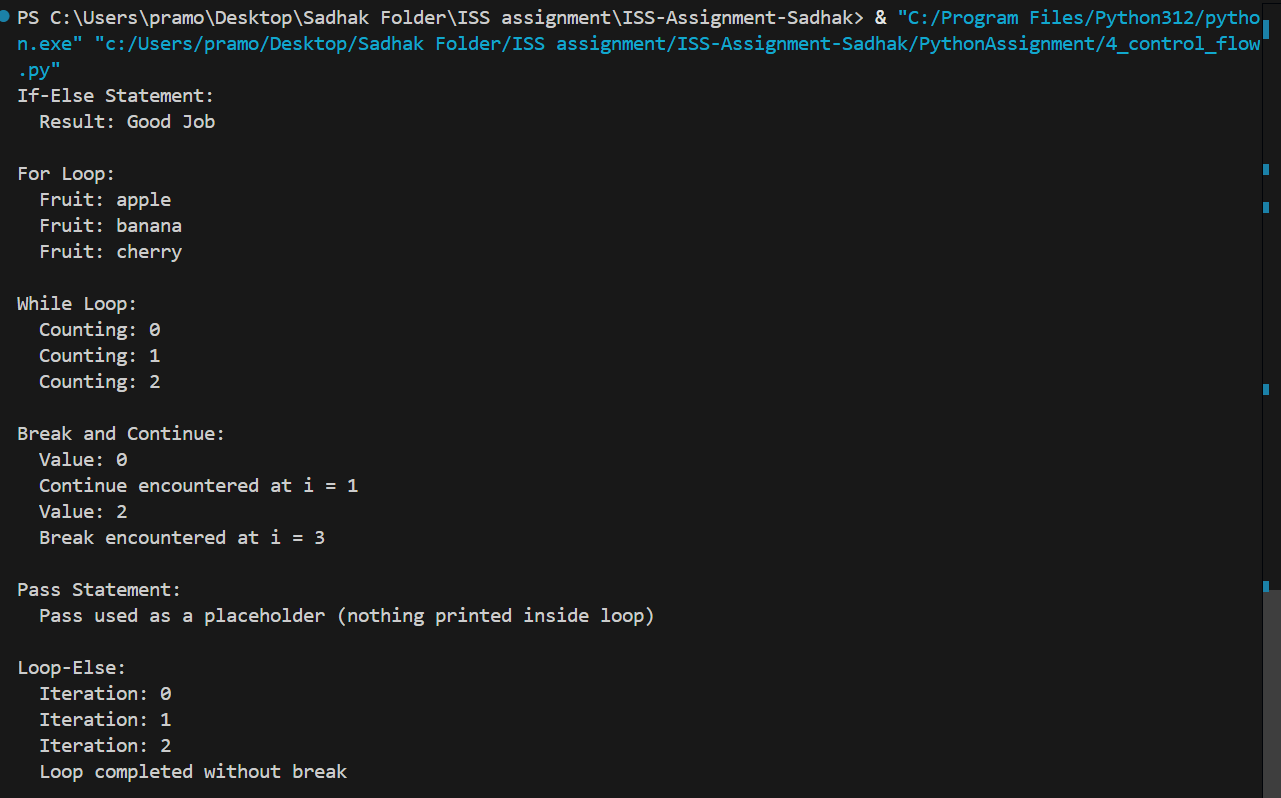 PS C:\Users\pramo\Desktop\Sadhak Folder\ISS assignment\ISS-Assignment-Sadhak> & "C:/Program Files/Python312/pytho
n.exe" "c:/Users/pramo/Desktop/Sadhak Folder/ISS assignment/ISS-Assignment-Sadhak/PythonAssignment/4_control_flow
.py"
If-Else Statement:
  Result: Good Job

For Loop:
  Fruit: apple
  Fruit: banana
  Fruit: cherry

While Loop:
  Counting: 0
  Counting: 1
  Counting: 2

Break and Continue:
  Value: 0
  Continue encountered at i = 1
  Value: 2
  Break encountered at i = 3

Pass Statement:
  Pass used as a placeholder (nothing printed inside loop)

Loop-Else:
  Iteration: 0
  Iteration: 1
  Iteration: 2
  Loop completed without break